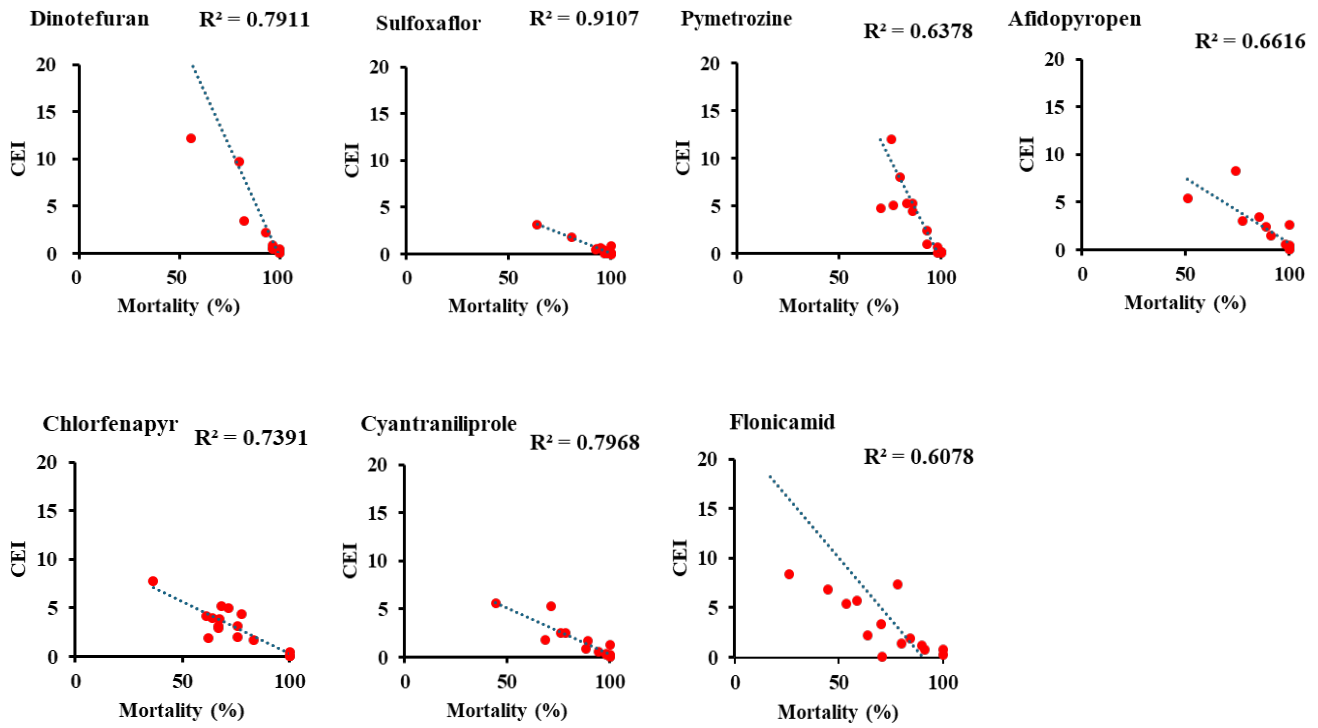 Dinotefuran
R² = 0.7911
20
15
10
5
0
CEI
0
50
100
Mortality (%)
Sulfoxaflor
R² = 0.9107
20
15
10
5
0
CEI
0
50
100
Mortality (%)
Pymetrozine
R² = 0.6378
20
15
10
5
0
CEI
0
50
100
Mortality (%)
Afidopyropen
R² = 0.6616
20
15
10
5
0
CEI
0
50
100
Mortality (%)
Chlorfenapyr
R² = 0.7391
20
15
10
5
0
CEI
0
50
100
Mortality (%)
Cyantraniliprole
R² = 0.7968
20
15
10
5
0
CEI
0
50
100
Mortality (%)
Flonicamid
R² = 0.6078
20
15
10
5
0
CEI
0
50
100
Mortality (%)